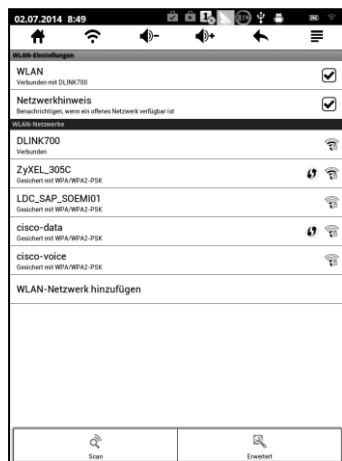 02.07.2014 8:49
WLAN-Einstellungen
WLAN
Verbunden mit DLINK700
Netzwerkhinweis
Benachrichtigen, wenn ein offenes Netzwerk verfügbar ist
WLAN-Netzwerke
DLINK700
Verbunden
ZyXEL_305C
Gesichert mit WPA/WPA2-PSK
LDC_SAP_SOEMI01
Gesichert mit WPA/WPA2-PSK
cisco-data
Gesichert mit WPA/WPA2-PSK
cisco-voice
Gesichert mit WPA/WPA2-PSK
WLAN-Netzwerk hinzufügen
Scan
Erweitert